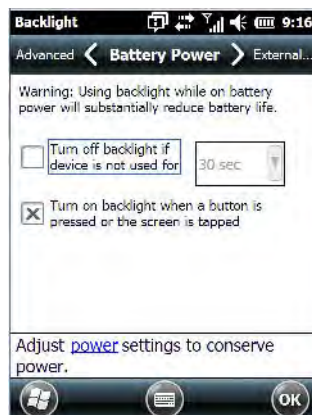 Backlight 9:16
Advanced Battery Power External...
Warning: Using backlight while on battery
power will substantially reduce battery life.
Turn off backlight if
device is not used for 30 sec
Turn on backlight when a button is
pressed or the screen is tapped
Adjust power settings to conserve
power.
OK